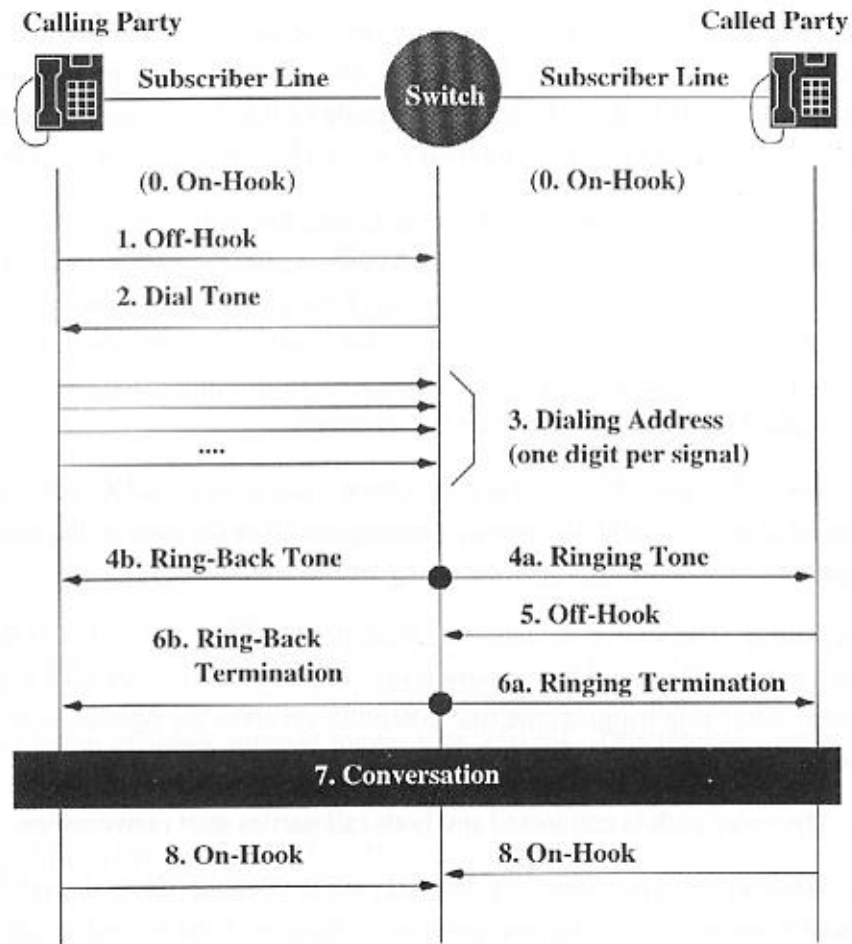 Calling Party
Called Party
Subscriber Line
Switch
Subscriber Line
(0. On-Hook)
(0. On-Hook)
1. Off-Hook
2. Dial Tone
3. Dialing Address
(one digit per signal)
....
4b. Ring-Back Tone
4a. Ringing Tone
5. Off-Hook
6b. Ring-Back
Termination
6a. Ringing Termination
7. Conversation
8. On-Hook
8. On-Hook